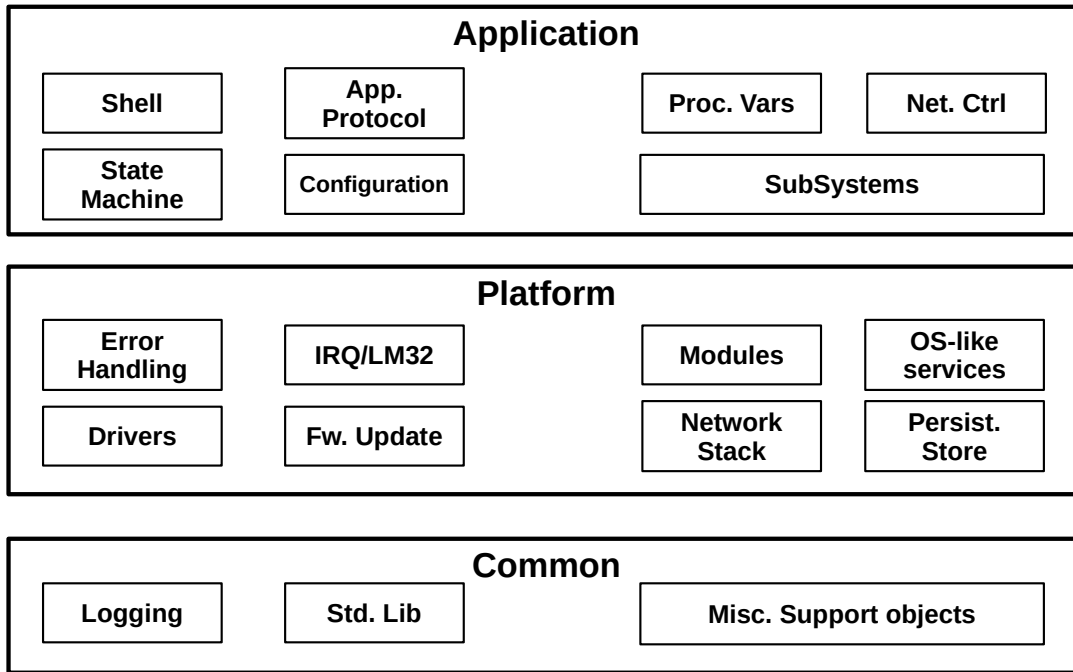 Application
Shell
App.
Protocol
Proc. Vars
Net. Ctrl
State
Machine
Configuration
SubSystems
Platform
Error
Handling
IRQ/LM32
Modules
OS-like
services
Drivers
Fw. Update
Network
Stack
Persist.
Store
Common
Logging
Std. Lib
Misc. Support objects